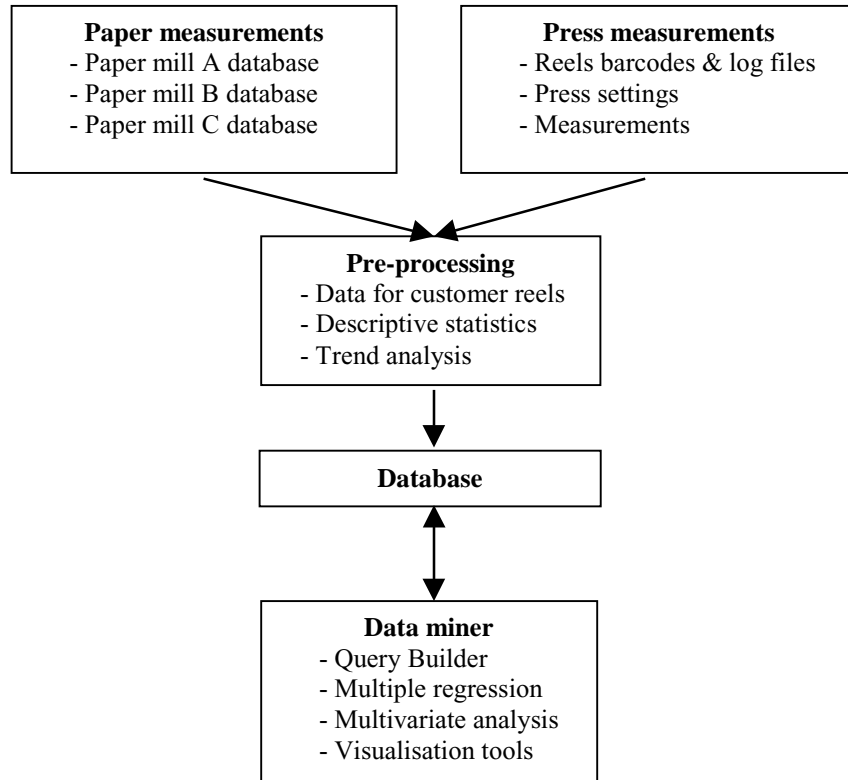 Paper measurements
- Paper mill A database
- Paper mill B database
- Paper mill C database
Press measurements
- Reels barcodes & log files
- Press settings
- Measurements
Pre-processing
- Data for customer reels
- Descriptive statistics
- Trend analysis
Database
Data miner
- Query Builder
- Multiple regression
- Multivariate analysis
- Visualisation tools